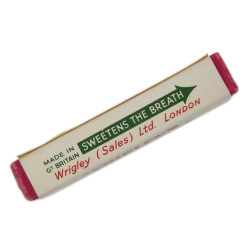 MADE IN
GT BRITAIN
SWEETENS THE BREATH
Wrigley (Sales) Ltd. LONDON